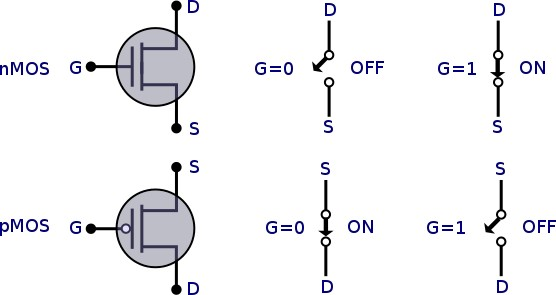 D D D
nMOS G G=0 OFF G=1 ON
S S S
S S S
pMOS G G=0 ON G=1 OFF
D D D